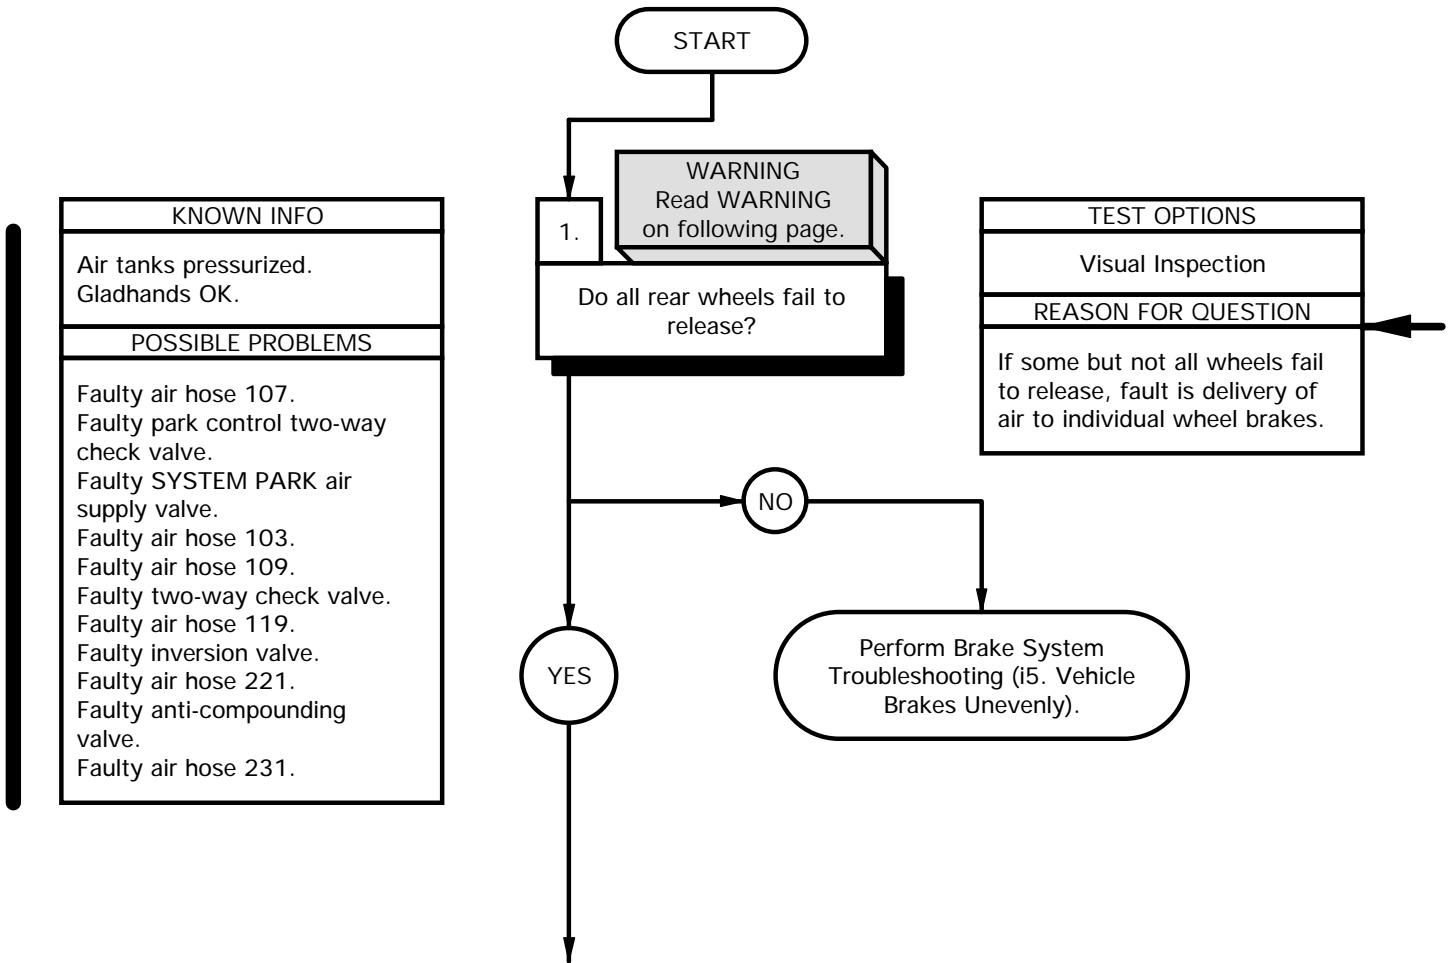 START
WARNING
Read WARNING
on following page.
1.
Do all rear wheels fail to
release?
KNOWN INFO
Air tanks pressurized.
Gladhands OK.
POSSIBLE PROBLEMS
Faulty air hose 107.
Faulty park control two-way
check valve.
Faulty SYSTEM PARK air
supply valve.
Faulty air hose 103.
Faulty air hose 109.
Faulty two-way check valve.
Faulty air hose 119.
Faulty inversion valve.
Faulty air hose 221.
Faulty anti-compounding
valve.
Faulty air hose 231.
TEST OPTIONS
Visual Inspection
REASON FOR QUESTION
If some but not all wheels fail
to release, fault is delivery of
air to individual wheel brakes.
NO
YES
Perform Brake System
Troubleshooting (i5. Vehicle
Brakes Unevenly).